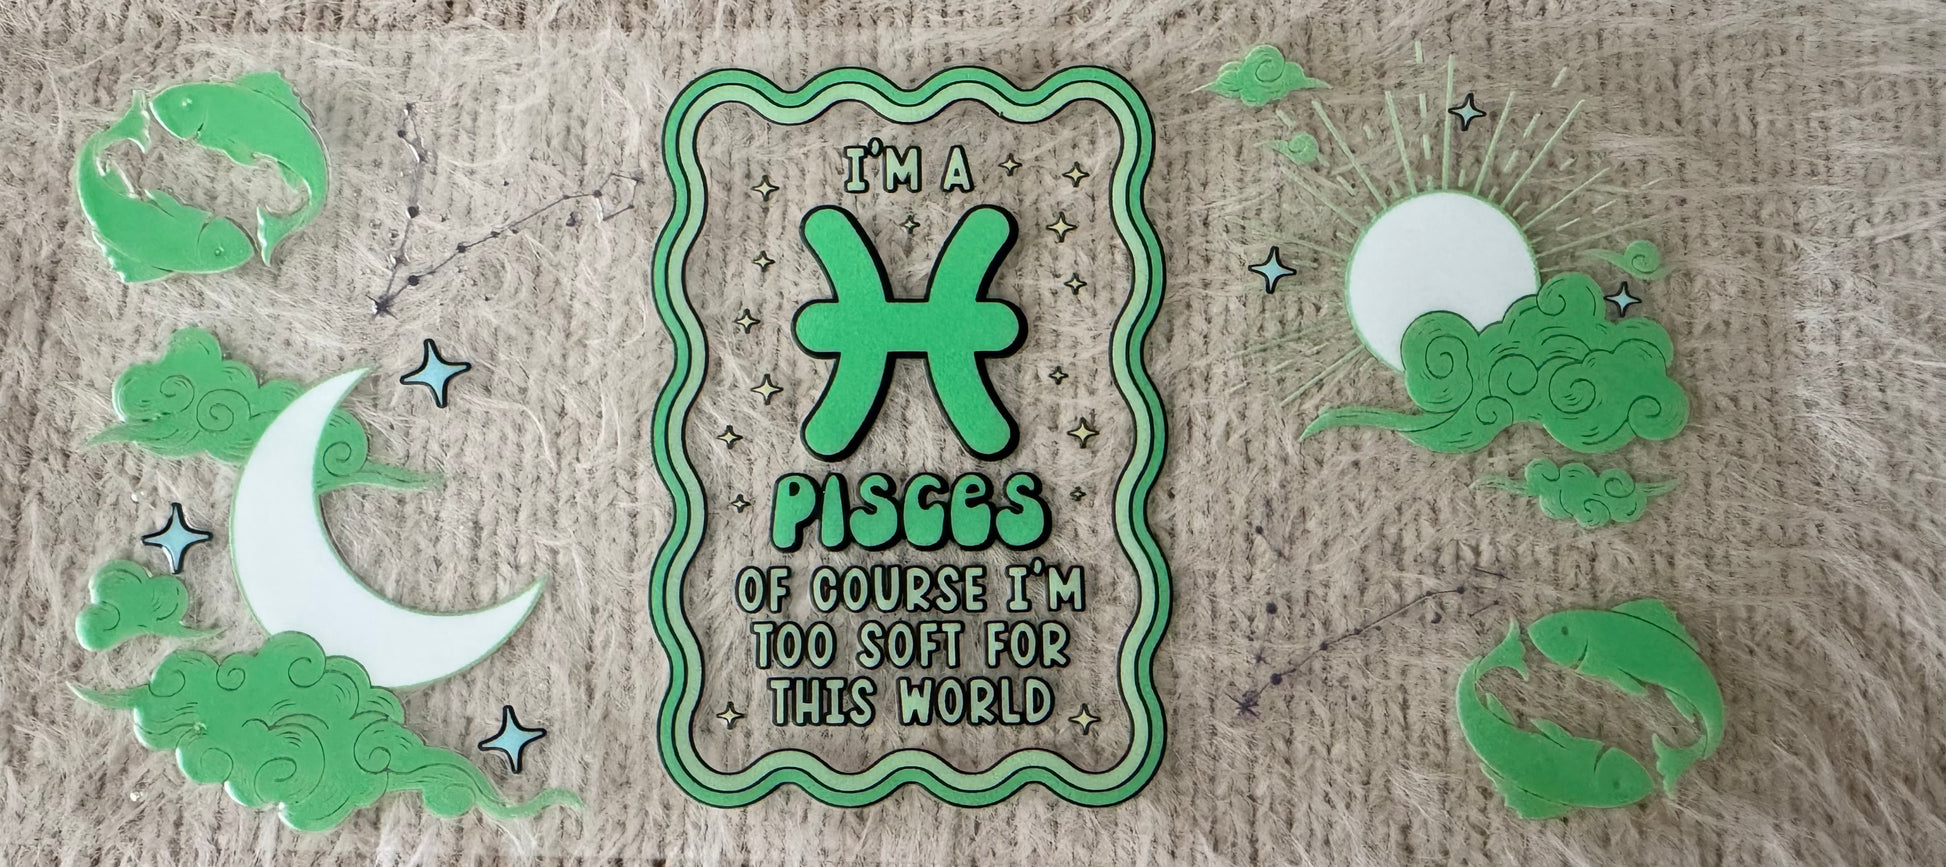 I'M A
PISCES
OF COURSE I'M
TOO SOFT FOR
THIS WORLD